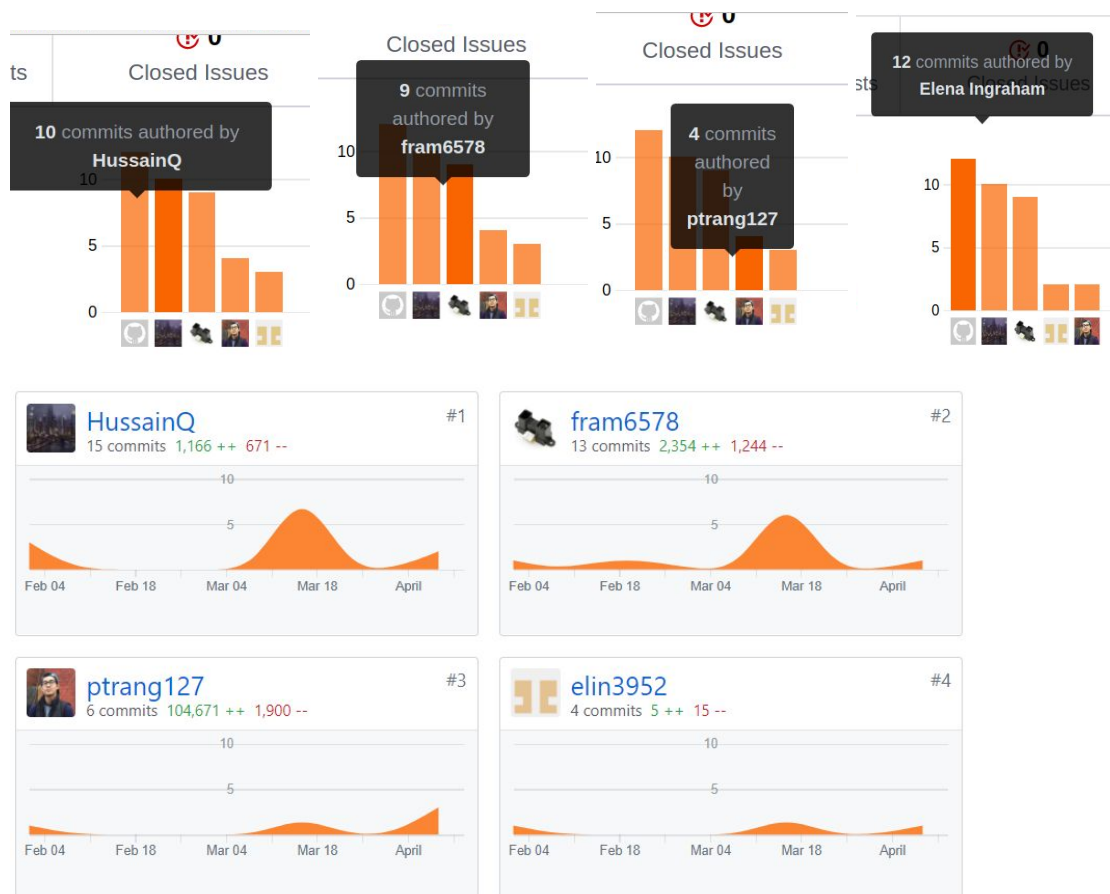 0
ts
Closed Issues
10 commits authored by
HussainQ
10
5
0
Closed Issues
9 commits
authored by
fram6578
10
5
0
0
Closed Issues
4 commits
authored
by
ptrang127
10
5
0
0
sts
Closed Issues
12 commits authored by
Elena Ingraham
10
5
0
HussainQ
#1
15 commits 1,166 ++ 671 --
10
5
Feb 04 Feb 18 Mar 04 Mar 18 April
fram6578
#2
13 commits 2,354 ++ 1,244 --
10
5
Feb 04 Feb 18 Mar 04 Mar 18 April
ptrang127
#3
6 commits 104,671 ++ 1,900 --
10
5
Feb 04 Feb 18 Mar 04 Mar 18 April
elin3952
#4
4 commits 5 ++ 15 --
10
5
Feb 04 Feb 18 Mar 04 Mar 18 April